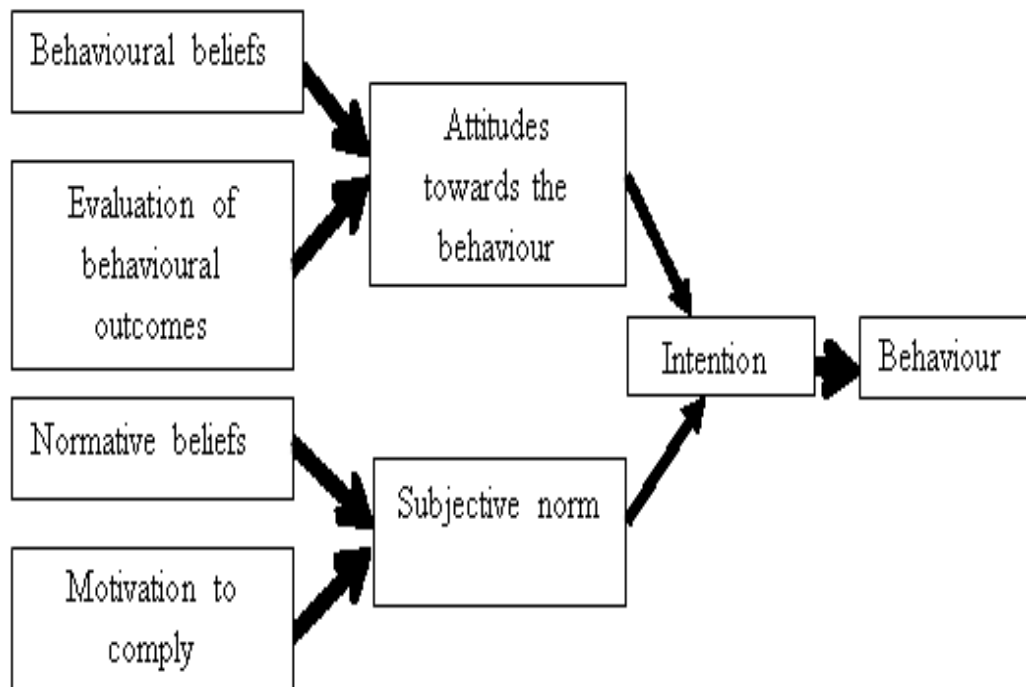 Behavioural beliefs
Evaluation of
behavioural
outcomes
Normative beliefs
Motivation to
comply
Attitudes
towards the
behaviour
Subjective norm
Intention
Behaviour